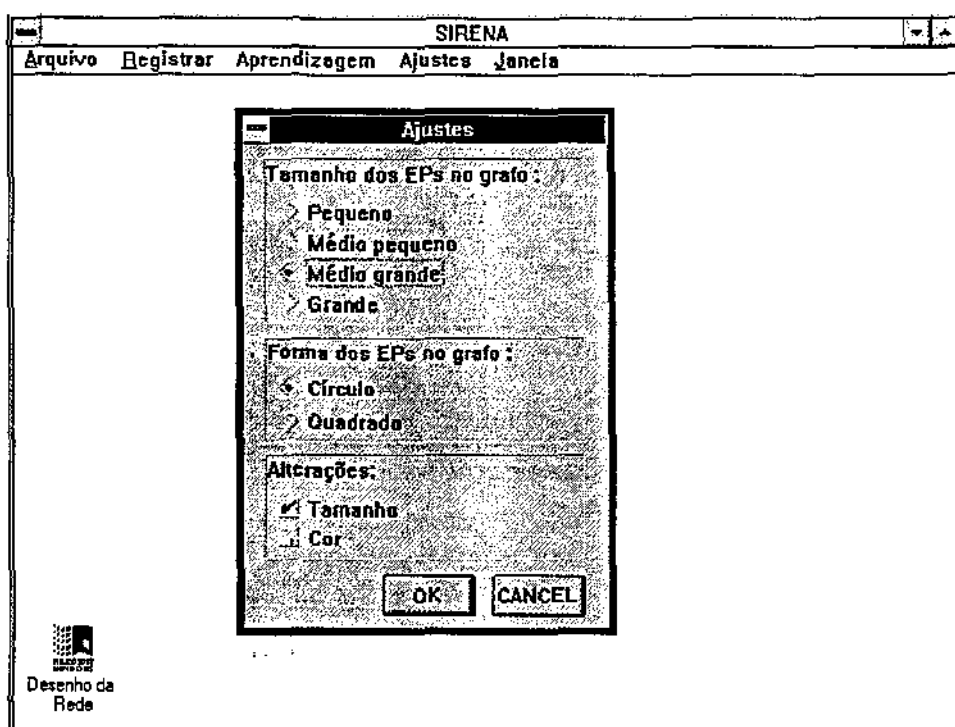 SIRENA
Arquivo Registrar Aprendizagem Ajustes Janela
Ajustes
Tamanho dos EPs no grafo :
Pequeno
Médio pequeno
Médio grande
Grande
Forma dos EPs no grafo :
Círculo
Quadrado
Alterações:
Tamanho
Cor
OK CANCEL
Desenho da
Rede